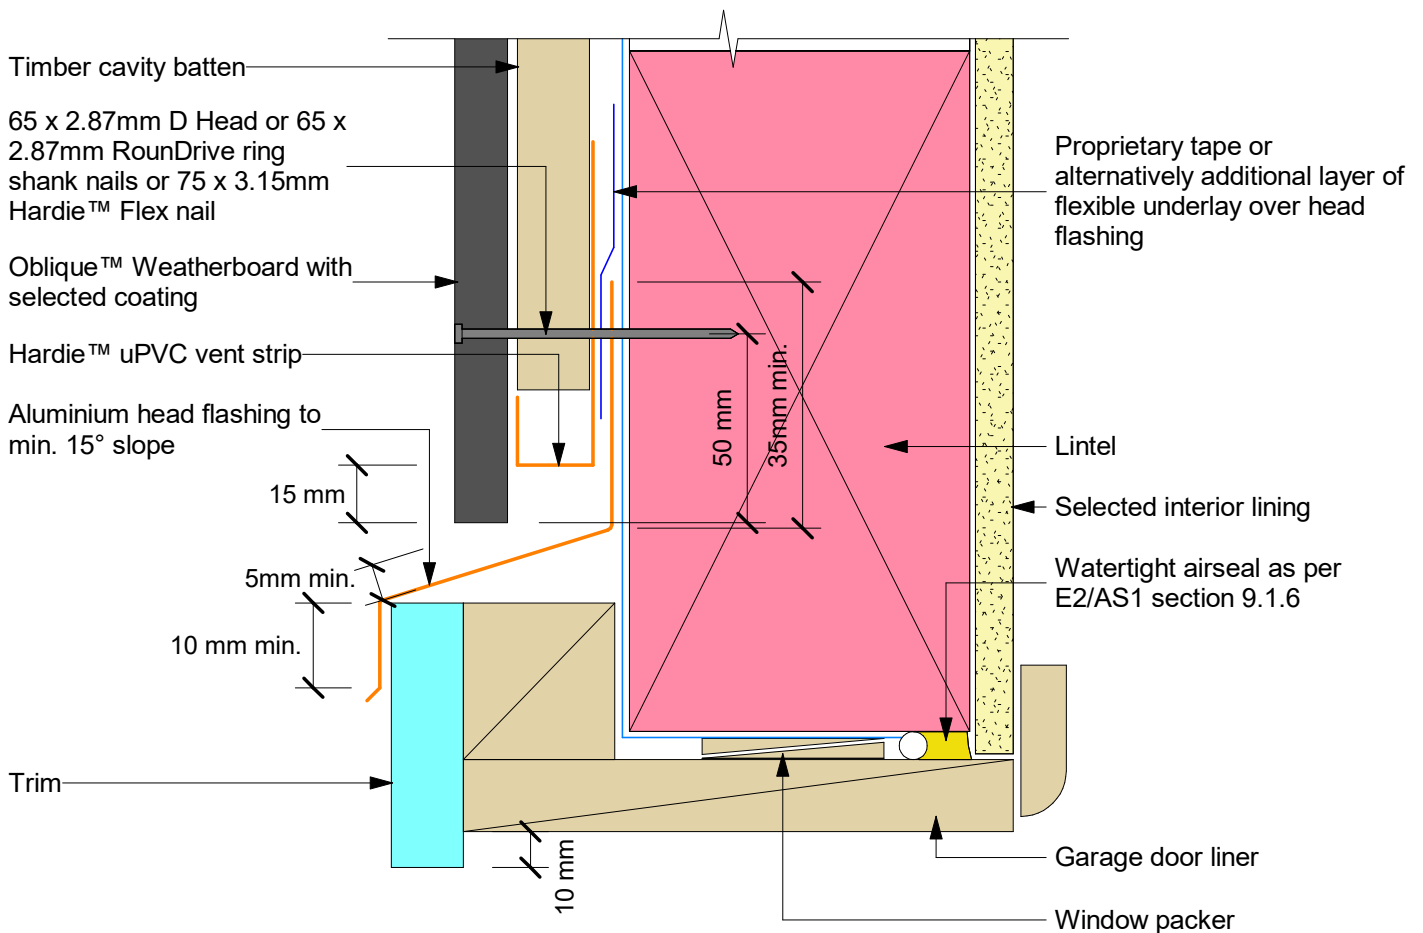 Timber cavity batten
65 x 2.87mm D Head or 65 x
2.87mm RounDrive ring
shank nails or 75 x 3.15mm
Hardie™ Flex nail
Oblique™ Weatherboard with
selected coating
Hardie™ uPVC vent strip
Aluminium head flashing to
min. 15° slope
15 mm
5mm min.
10 mm min.
Trim
10 mm
50 mm
35mm min.
Proprietary tape or
alternatively additional layer of
flexible underlay over head
flashing
Lintel
Selected interior lining
Watertight airseal as per
E2/AS1 section 9.1.6
Garage door liner
Window packer